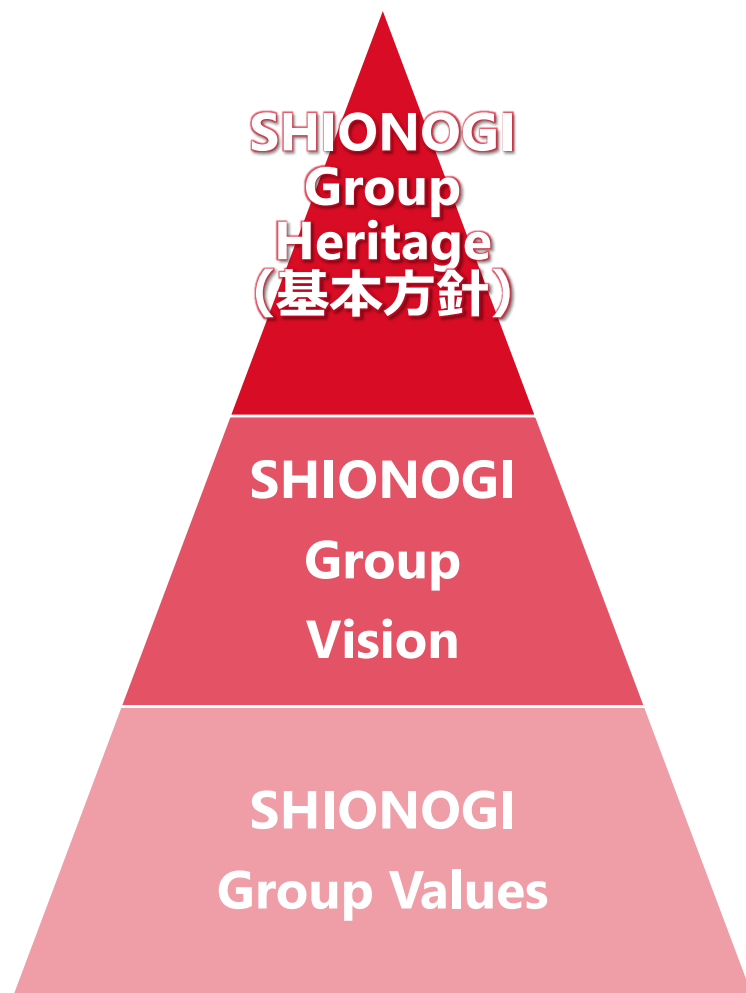 SHIONOGI
Group
Heritage
（基本方針）
SHIONOGI
Group
Vision
SHIONOGI
Group Values